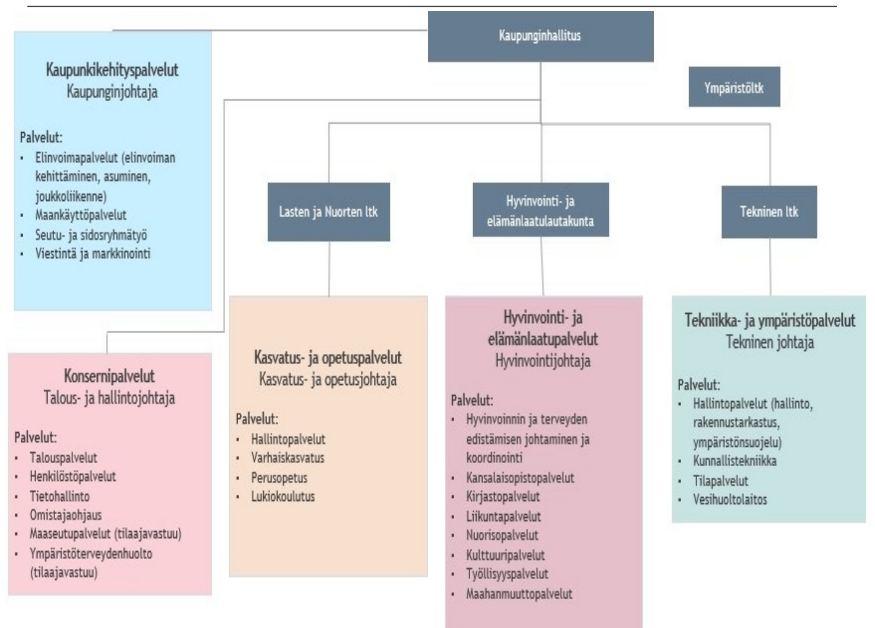 Kaupunginhallitus
Ympäristöltk
Kaupunkikehityspalvelut
Kaupunginjohtaja
Palvelut:
• Elinvoimapalvelut (elinvoiman
kehittäminen, asuminen,
joukkoliikenne)
• Maankäyttöpalvelut
• Seutu- ja sidosryhmätyö
• Viestintä ja markkinointi
Lasten ja Nuorten ltk
Hyvinvointi- ja
elämänlaatulautakunta
Tekninen ltk
Konsernipalvelut
Talous- ja hallintojohtaja
Palvelut:
• Talouspalvelut
• Henkilöstöpalvelut
• Tietohallinto
• Omistajaohjaus
• Maaseutupalvelut (tilaajavastuu)
• Ympäristöterveydenhuolto
(tilaajavastuu)
Kasvatus- ja opetuspalvelut
Kasvatus- ja opetusjohtaja
Palvelut:
• Hallintopalvelut
• Varhaiskasvatus
• Perusopetus
• Lukiokoulutus
Hyvinvointi- ja
elämänlaatupalvelut
Hyvinvointijohtaja
Palvelut:
• Hyvinvoinnin ja terveyden
edistämisen johtaminen ja
koordinointi
• Kansalaisopistopalvelut
• Kirjastopalvelut
• Liikuntapalvelut
• Nuorisopalvelut
• Kulttuuripalvelut
• Työllisyyspalvelut
• Maahanmuuttopalvelut
Tekniikka- ja ympäristöpalvelut
Tekninen johtaja
Palvelut:
• Hallintopalvelut (hallinto,
rakennustarkastus,
ympäristönsuojelu)
• Kunnallistekniikka
• Tilapalvelut
• Vesihuoltolaitos